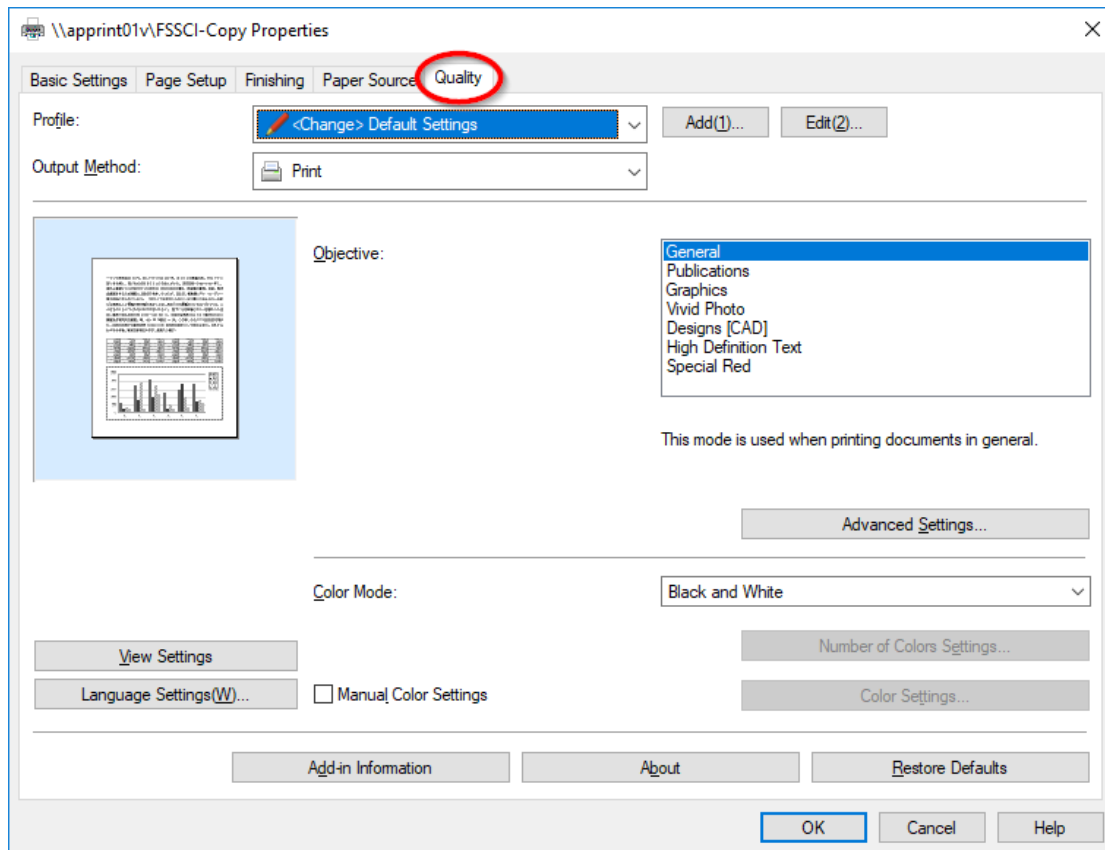 \\apprint01v\FSSCI-Copy Properties
Basic Settings Page Setup Finishing Paper Source Quality
Profile: <Change> Default Settings Add(1)... Edit(2)...
Output Method: Print
Objective:
General
Publications
Graphics
Vivid Photo
Designs [CAD]
High Definition Text
Special Red
This mode is used when printing documents in general.
Advanced Settings...
Color Mode: Black and White
Number of Colors Settings...
View Settings
Language Settings(W)... Manual Color Settings Color Settings...
Add-in Information About Restore Defaults
OK Cancel Help